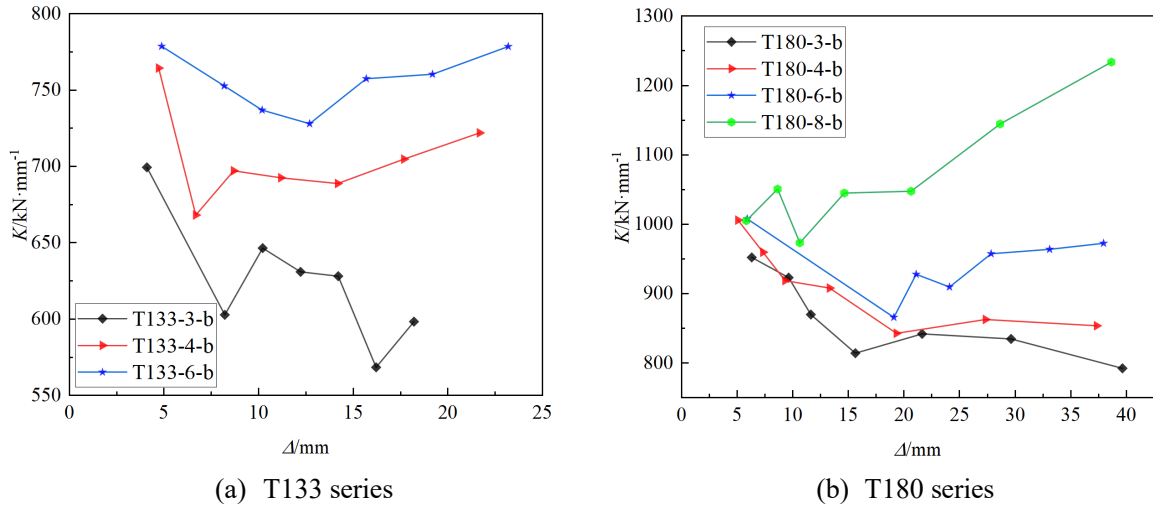 800
750
700
650
600
550
K/kN·mm⁻¹
T133-3-b
T133-4-b
T133-6-b
0 5 10 15 20 25
Δ/mm
(a) T133 series
1300
1200
1100
1000
900
800
K/kN·mm⁻¹
T180-3-b
T180-4-b
T180-6-b
T180-8-b
0 5 10 15 20 25 30 35 40
Δ/mm
(b) T180 series